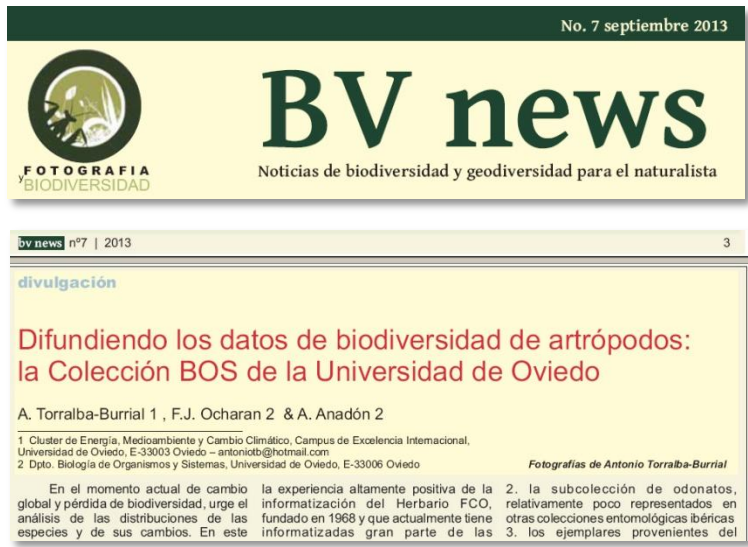 No. 7 septiembre 2013
BV news
Noticias de biodiversidad y geodiversidad para el naturalista
FOTOGRAFIA
yBIODIVERSIDAD
bv news nº7 | 2013
3
divulgación
Difundiendo los datos de biodiversidad de artrópodos:
la Colección BOS de la Universidad de Oviedo
A. Torralba-Burrial 1 , F.J. Ocharan 2 & A. Anadón 2
1 Cluster de Energía, Medioambiente y Cambio Climático, Campus de Excelencia Internacional,
Universidad de Oviedo, E-33003 Oviedo – antoniotb@hotmail.com
2 Dpto. Biología de Organismos y Sistemas, Universidad de Oviedo, E-33006 Oviedo
Fotografías de Antonio Torralba-Burrial
En el momento actual de cambio
global y pérdida de biodiversidad, urge el
análisis de las distribuciones de las
especies y de sus cambios. En este
la experiencia altamente positiva de la
informatización del Herbario FCO,
fundado en 1968 y que actualmente tiene
informatizadas gran parte de las
2. la subcolección de odonatos,
relativamente poco representados en
otras colecciones entomológicas ibéricas
3. los ejemplares provenientes del